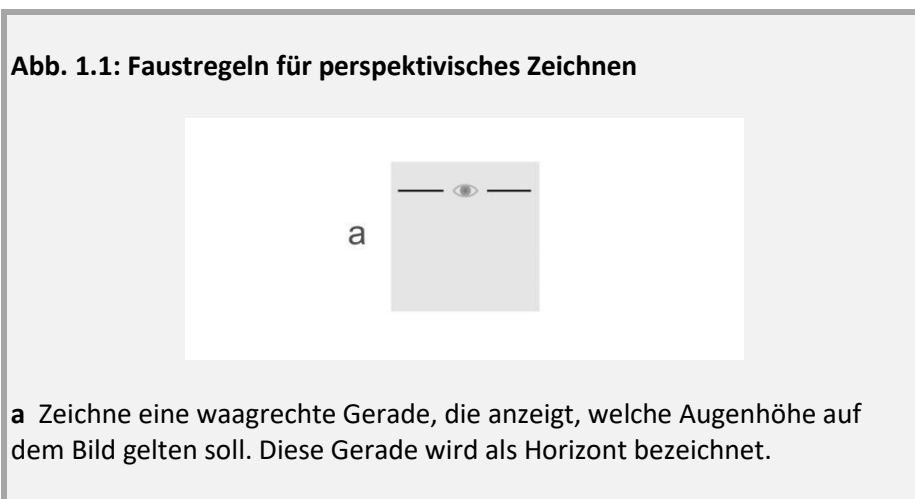 Abb. 1.1: Faustregeln für perspektivisches Zeichnen
a
a Zeichne eine waagrechte Gerade, die anzeigt, welche Augenhöhe auf
dem Bild gelten soll. Diese Gerade wird als Horizont bezeichnet.